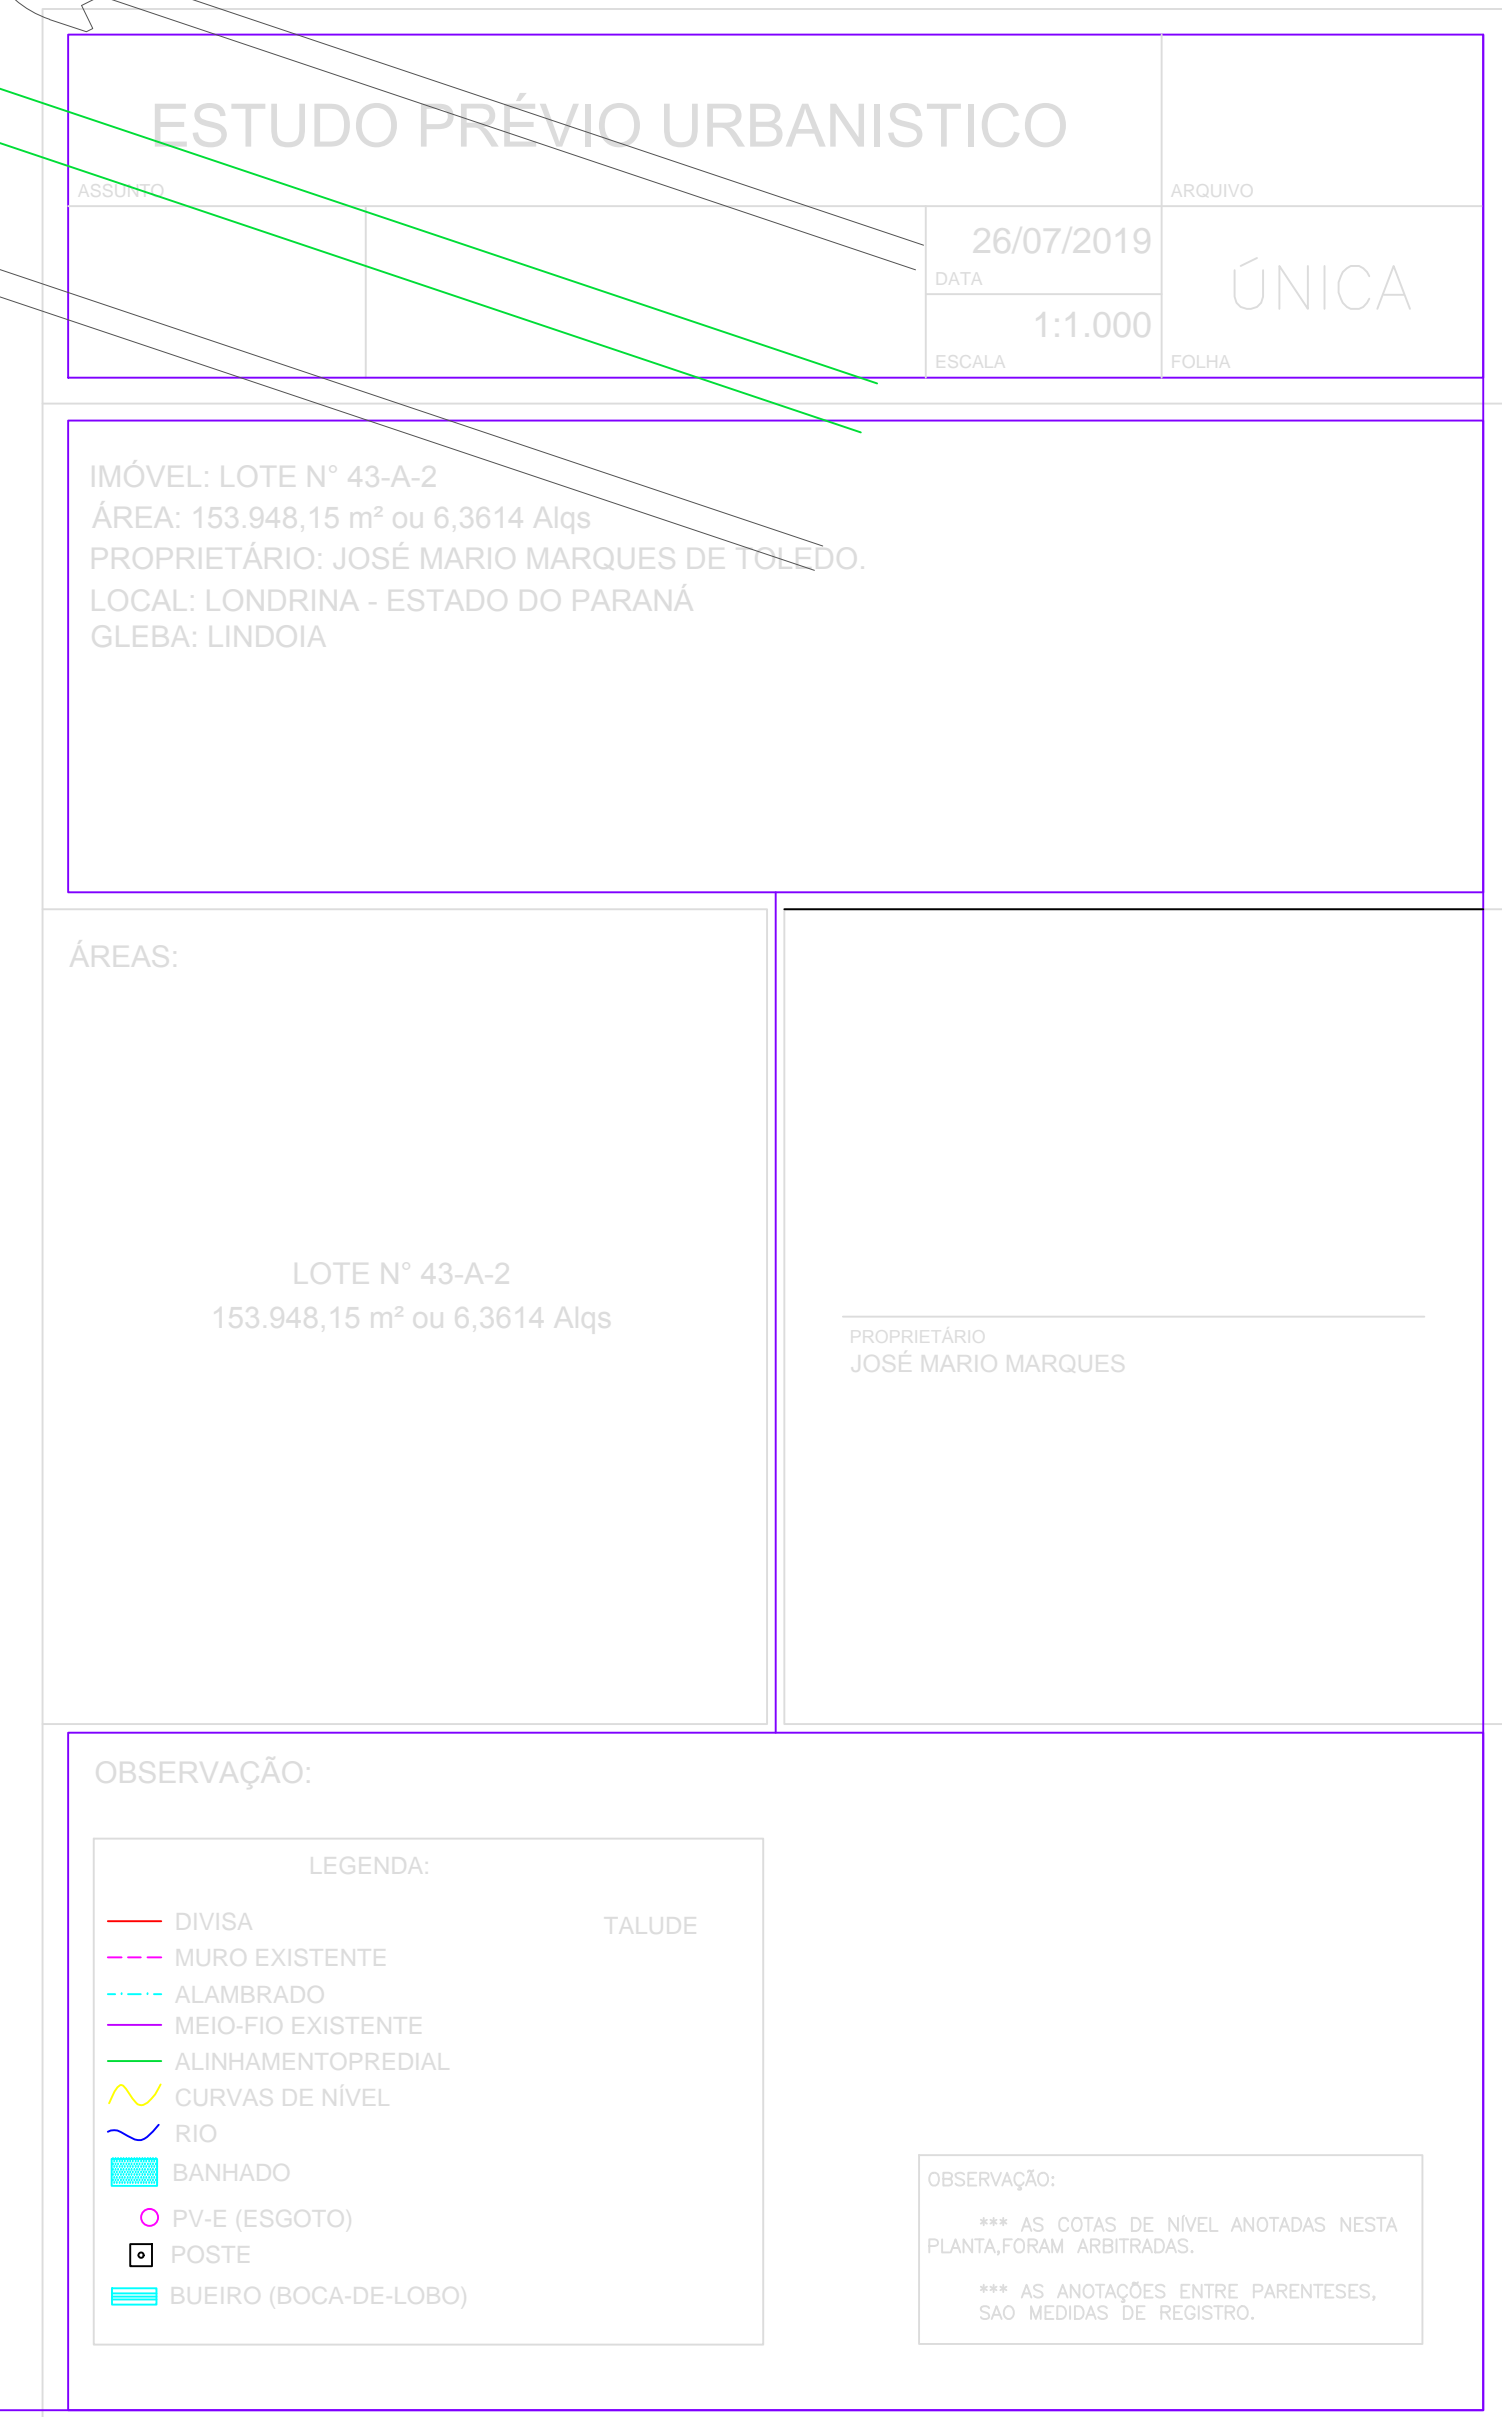 ESTUDO PRÉVIO URBANISTICO
ASSUNTO
ARQUIVO
26/07/2019
DATA
1:1.000
ESCALA
ÚNICA
FOLHA
IMÓVEL: LOTE N° 43-A-2
ÁREA: 153.948,15 m² ou 6,3614 Alqs
PROPRIETÁRIO: JOSÉ MARIO MARQUES DE TOLEDO.
LOCAL: LONDRINA - ESTADO DO PARANÁ
GLEBA: LINDOIA
ÁREAS:
LOTE N° 43-A-2
153.948,15 m² ou 6,3614 Alqs
PROPRIETÁRIO
JOSÉ MARIO MARQUES
OBSERVAÇÃO:
LEGENDA:
DIVISA
TALUDE
MURO EXISTENTE
ALAMBRADO
MEIO-FIO EXISTENTE
ALINHAMENTOPREDIAL
CURVAS DE NÍVEL
RIO
BANHADO
PV-E (ESGOTO)
POSTE
BUEIRO (BOCA-DE-LOBO)
OBSERVAÇÃO:
*** AS COTAS DE NÍVEL ANOTADAS NESTA
PLANTA,FORAM ARBITRADAS.
*** AS ANOTAÇÕES ENTRE PARENTESES,
SAO MEDIDAS DE REGISTRO.